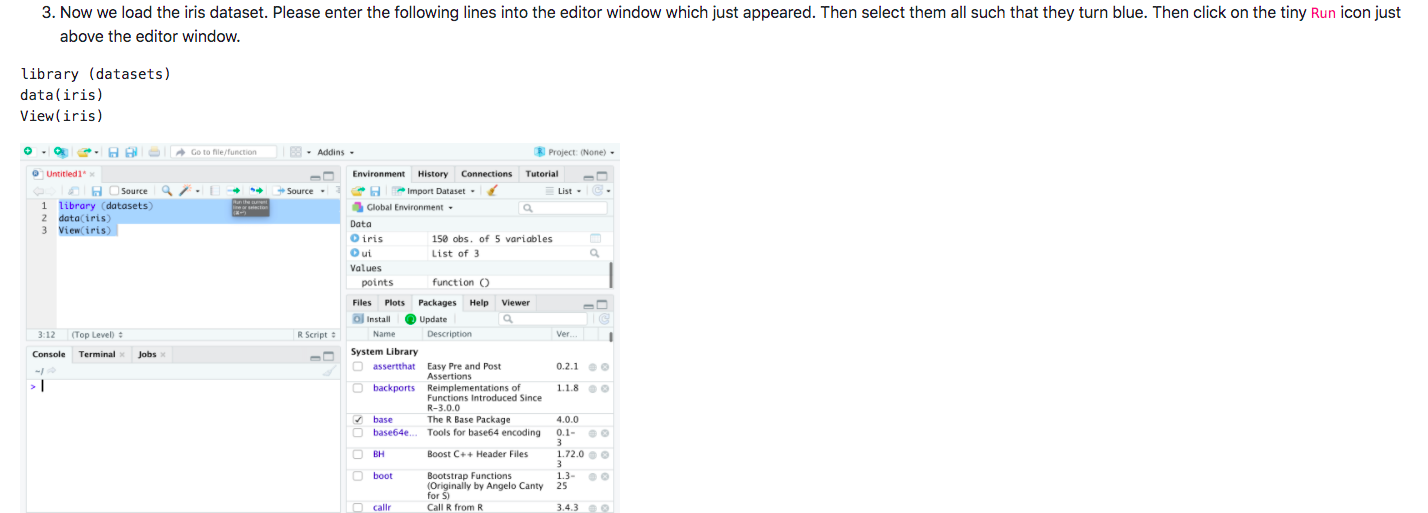 3. Now we load the iris dataset. Please enter the following lines into the editor window which just appeared. Then select them all such that they turn blue. Then click on the tiny Run icon just
above the editor window.
library (datasets)
data(iris)
View(iris)
Go to file/function
Addins
Project: (None)
Untitled1*
Source
Source
1 library (datasets)
2 data(iris)
3 View(iris)
Run the current
line or selection
3:12 (Top Level)
R Script
Console Terminal Jobs
~/
>
Environment History Connections Tutorial
Import Dataset
List
Global Environment
Data
iris 150 obs. of 5 variables
ui List of 3
Values
points function ()
Files Plots Packages Help Viewer
Install Update
Name Description Ver...
System Library
assertthat Easy Pre and Post 0.2.1
Assertions
backports Reimplementations of 1.1.8
Functions Introduced Since
R-3.0.0
base The R Base Package 4.0.0
base64e... Tools for base64 encoding 0.1-
3
BH Boost C++ Header Files 1.72.0
3
boot Bootstrap Functions 1.3-
(Originally by Angelo Canty 25
for S)
callr Call R from R 3.4.3